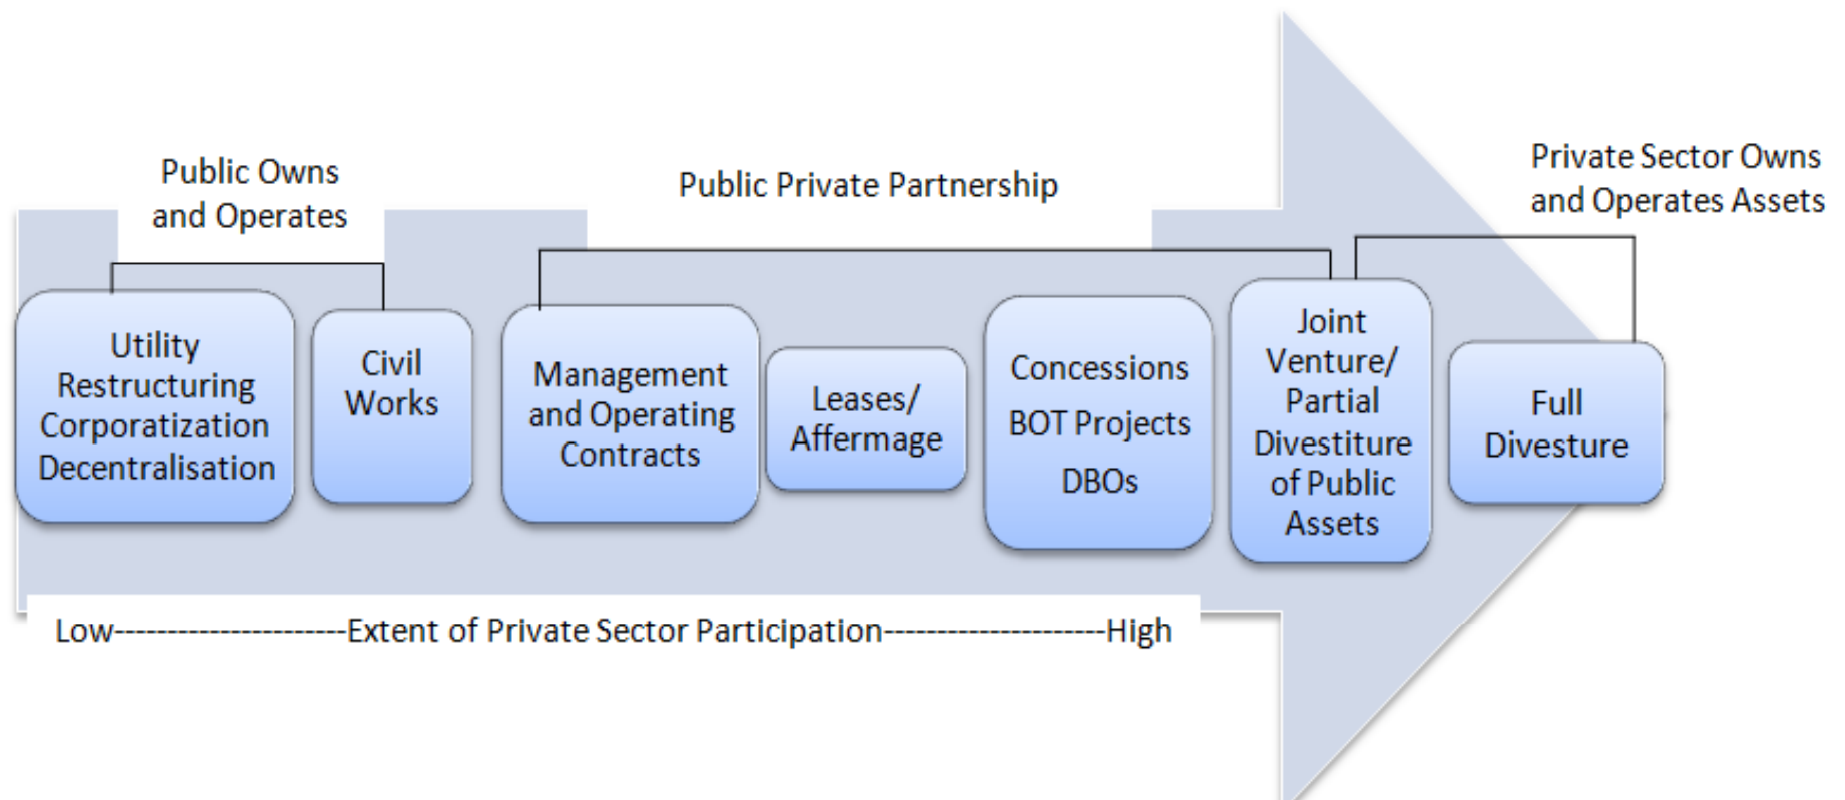 Public Owns
and Operates
Public Private Partnership
Private Sector Owns
and Operates Assets
Utility
Restructuring
Corporatization
Decentralisation
Civil
Works
Management
and Operating
Contracts
Leases/
Affermage
Concessions
BOT Projects
DBOs
Joint
Venture/
Partial
Divestiture
of Public
Assets
Full
Divesture
Low----------------------Extent of Private Sector Participation---------------------High